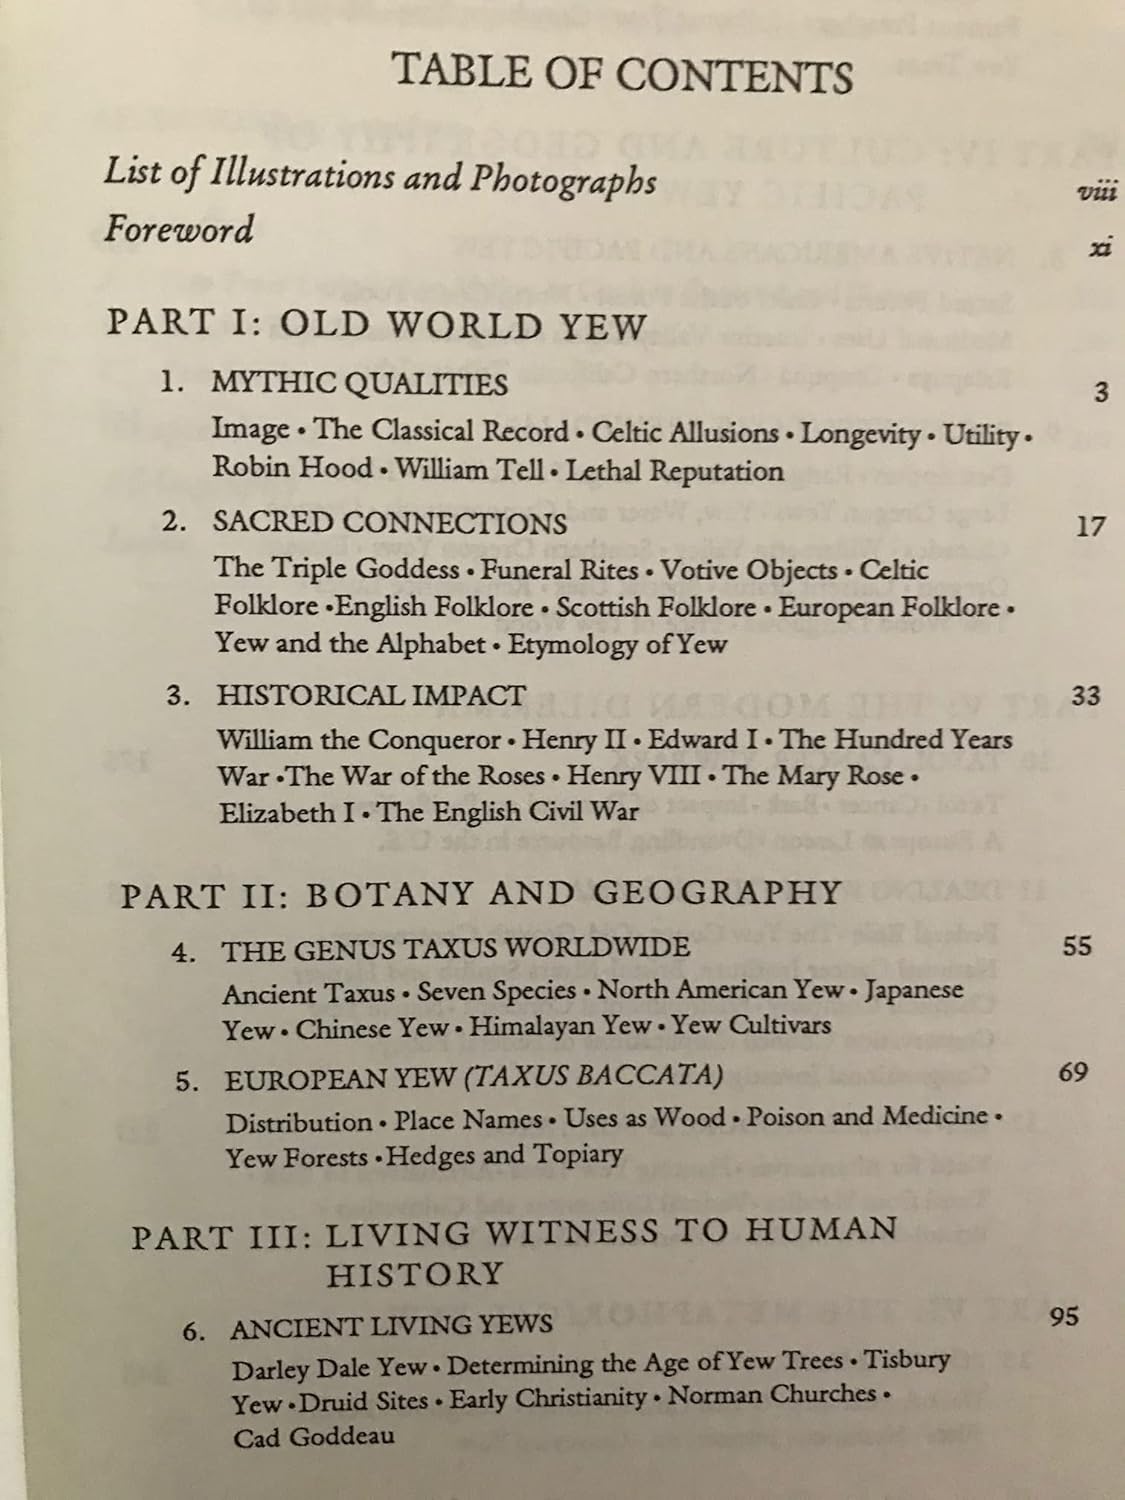 TABLE OF CONTENTS
List of Illustrations and Photographs viii
Foreword xi
PART I: OLD WORLD YEW
1. MYTHIC QUALITIES 3
Image • The Classical Record • Celtic Allusions • Longevity • Utility •
Robin Hood • William Tell • Lethal Reputation
2. SACRED CONNECTIONS 17
The Triple Goddess • Funeral Rites • Votive Objects • Celtic
Folklore •English Folklore • Scottish Folklore • European Folklore •
Yew and the Alphabet • Etymology of Yew
3. HISTORICAL IMPACT 33
William the Conqueror • Henry II • Edward I • The Hundred Years
War •The War of the Roses • Henry VIII • The Mary Rose •
Elizabeth I • The English Civil War
PART II: BOTANY AND GEOGRAPHY
4. THE GENUS TAXUS WORLDWIDE 55
Ancient Taxus • Seven Species • North American Yew • Japanese
Yew • Chinese Yew • Himalayan Yew • Yew Cultivars
5. EUROPEAN YEW (TAXUS BACCATA) 69
Distribution • Place Names • Uses as Wood • Poison and Medicine •
Yew Forests •Hedges and Topiary
PART III: LIVING WITNESS TO HUMAN
HISTORY
6. ANCIENT LIVING YEWS 95
Darley Dale Yew • Determining the Age of Yew Trees • Tisbury
Yew •Druid Sites • Early Christianity • Norman Churches •
Cad Goddeau